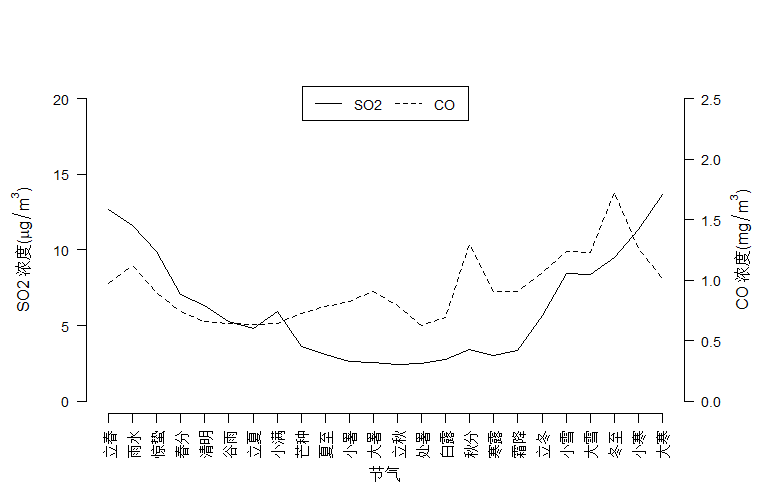 SO2 CO
20
15
10
5
0
SO2 浓度(μg/m³)
2.5
2.0
1.5
1.0
0.5
0.0
CO 浓度(mg/m³)
立春 雨水 惊蛰 春分 清明 谷雨 立夏 小满 芒种 夏至 小暑 大暑 立秋 处暑 白露 秋分 寒露 霜降 立冬 小雪 大雪 冬至 小寒 大寒
节气